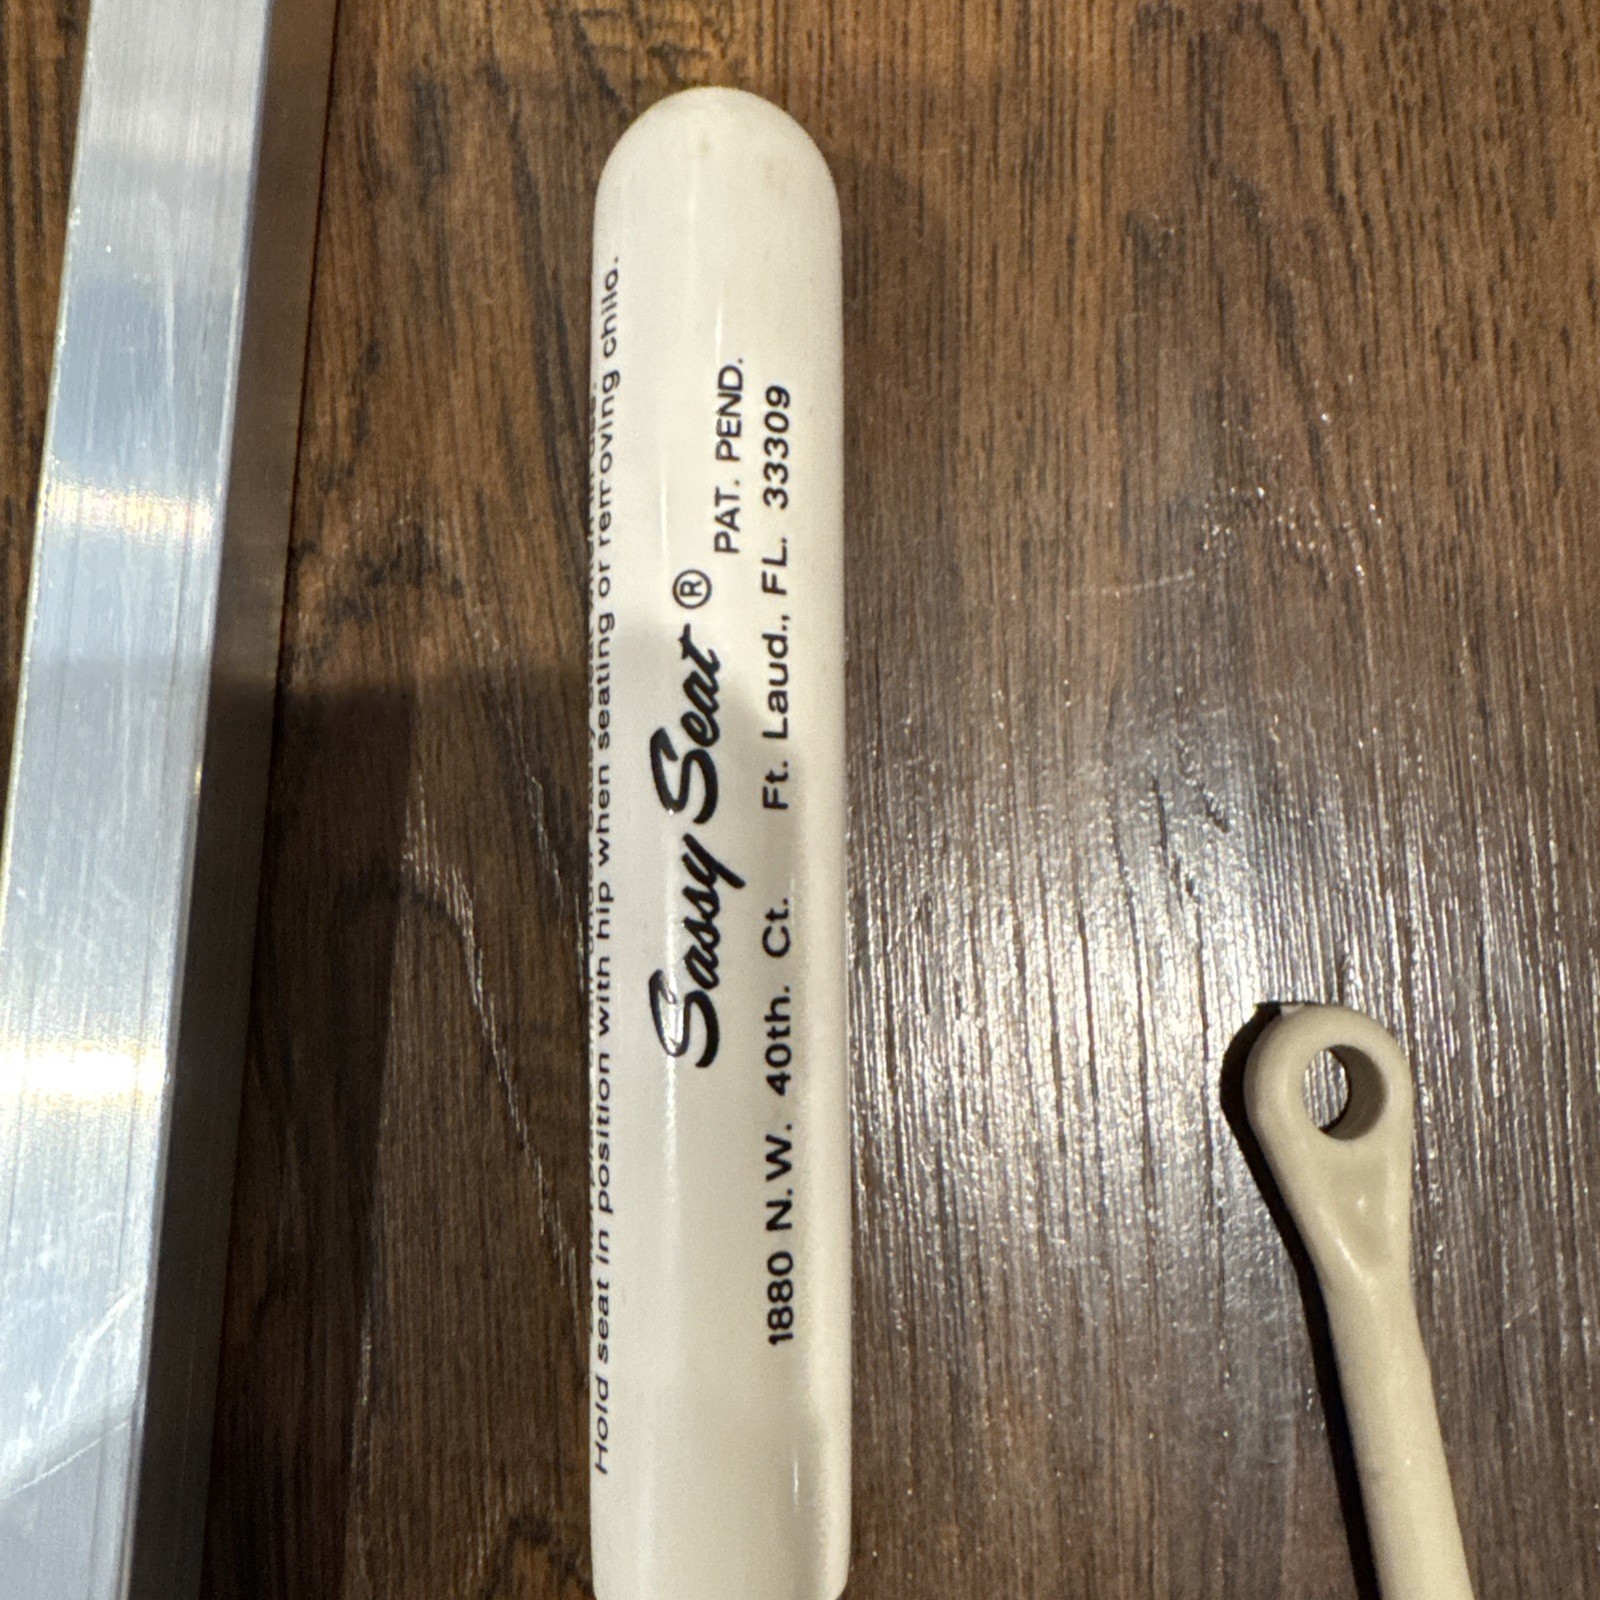 Hold seat in position with hip when seating or removing child.
Sassy Seat ® PAT. PEND.
1880 N.W. 40th. Ct. Ft. Laud., FL. 33309